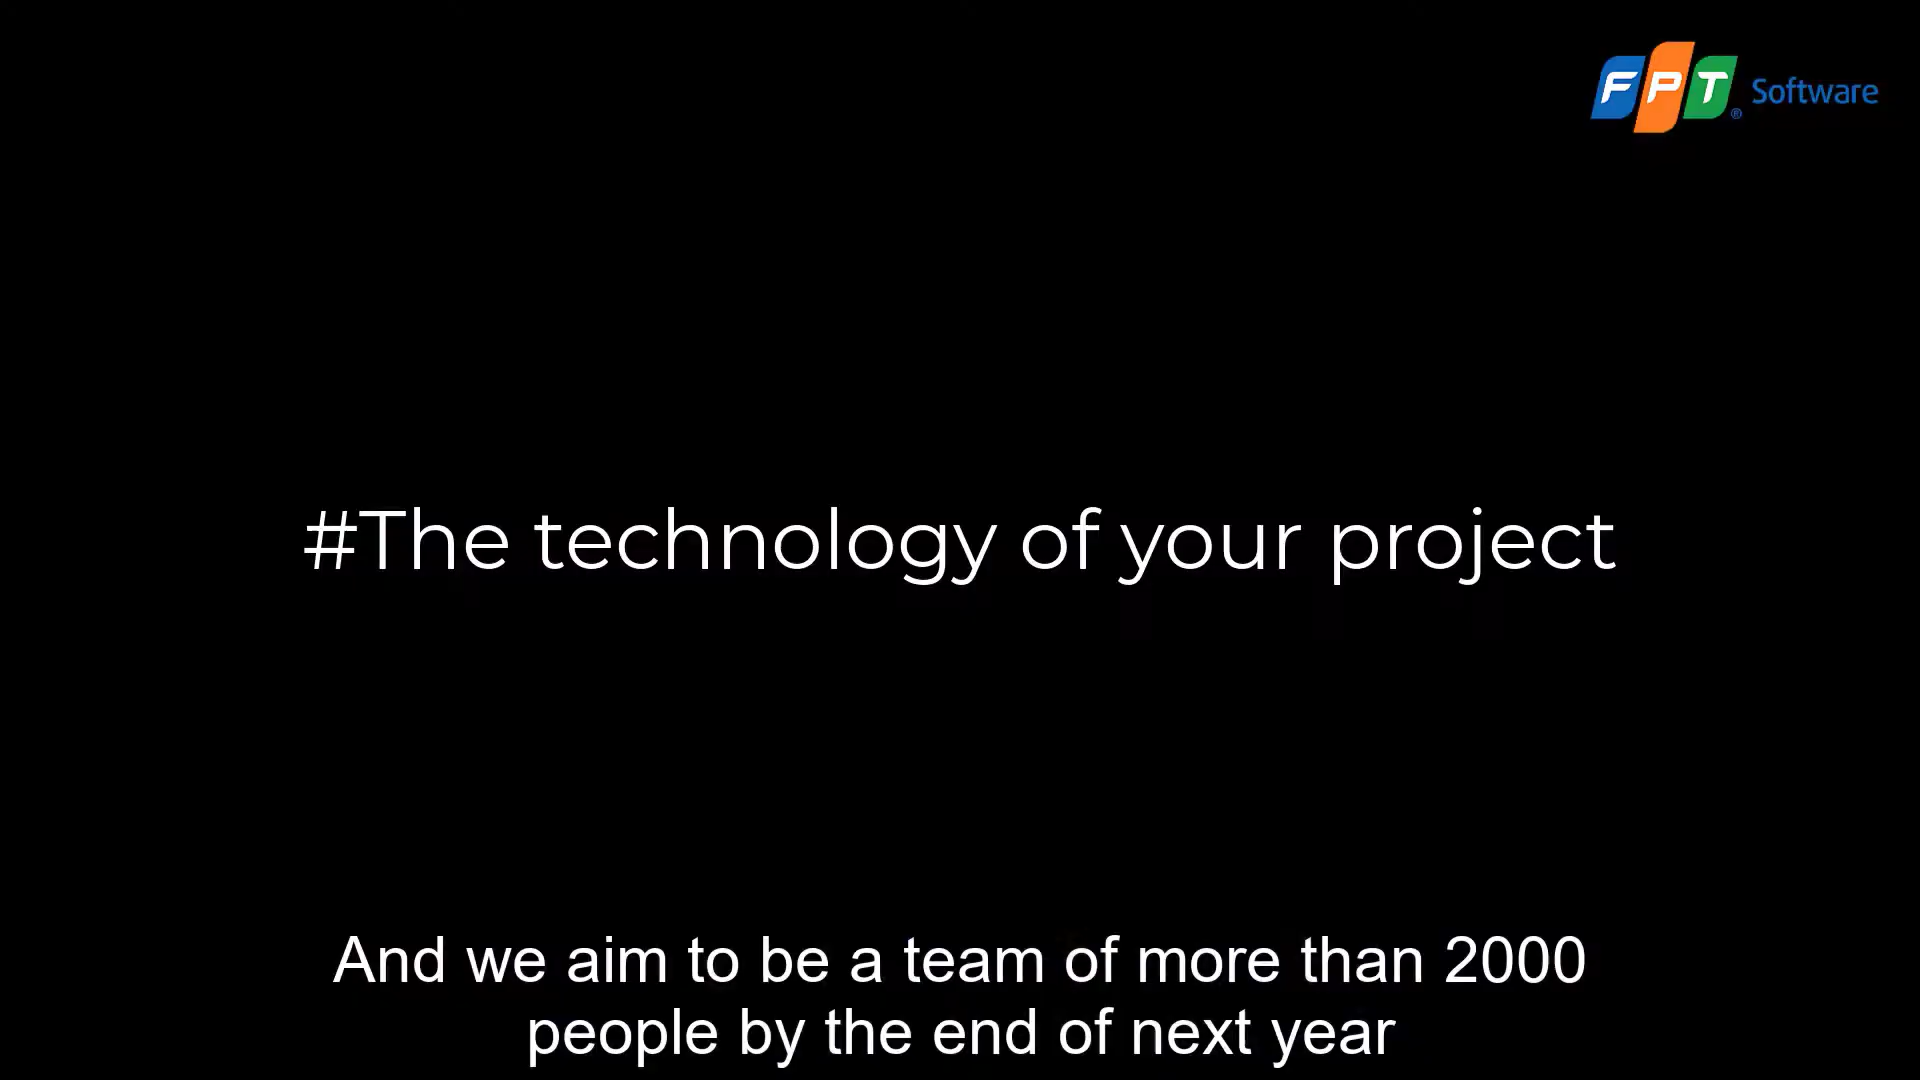 FPT® Software
#The technology of your project
And we aim to be a team of more than 2000
people by the end of next year